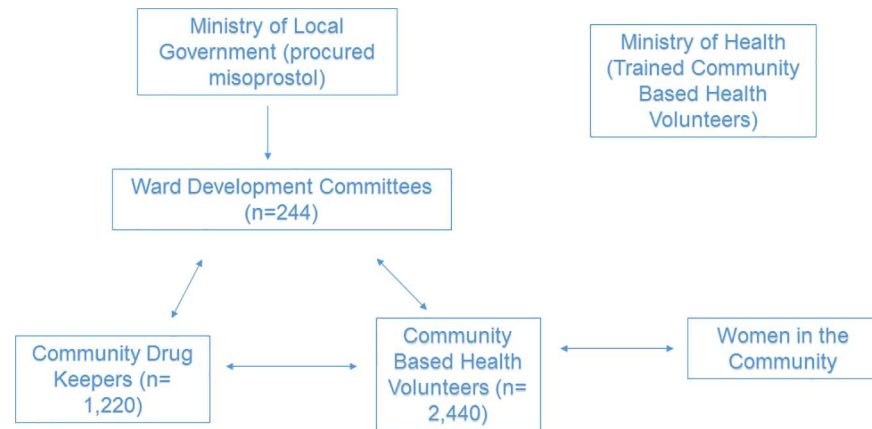 Ministry of Local
Government (procured
misoprostol)
Ministry of Health
(Trained Community
Based Health
Volunteers)
Ward Development Committees
(n=244)
Community Drug
Keepers (n=
1,220)
Community
Based Health
Volunteers (n=
2,440)
Women in the
Community